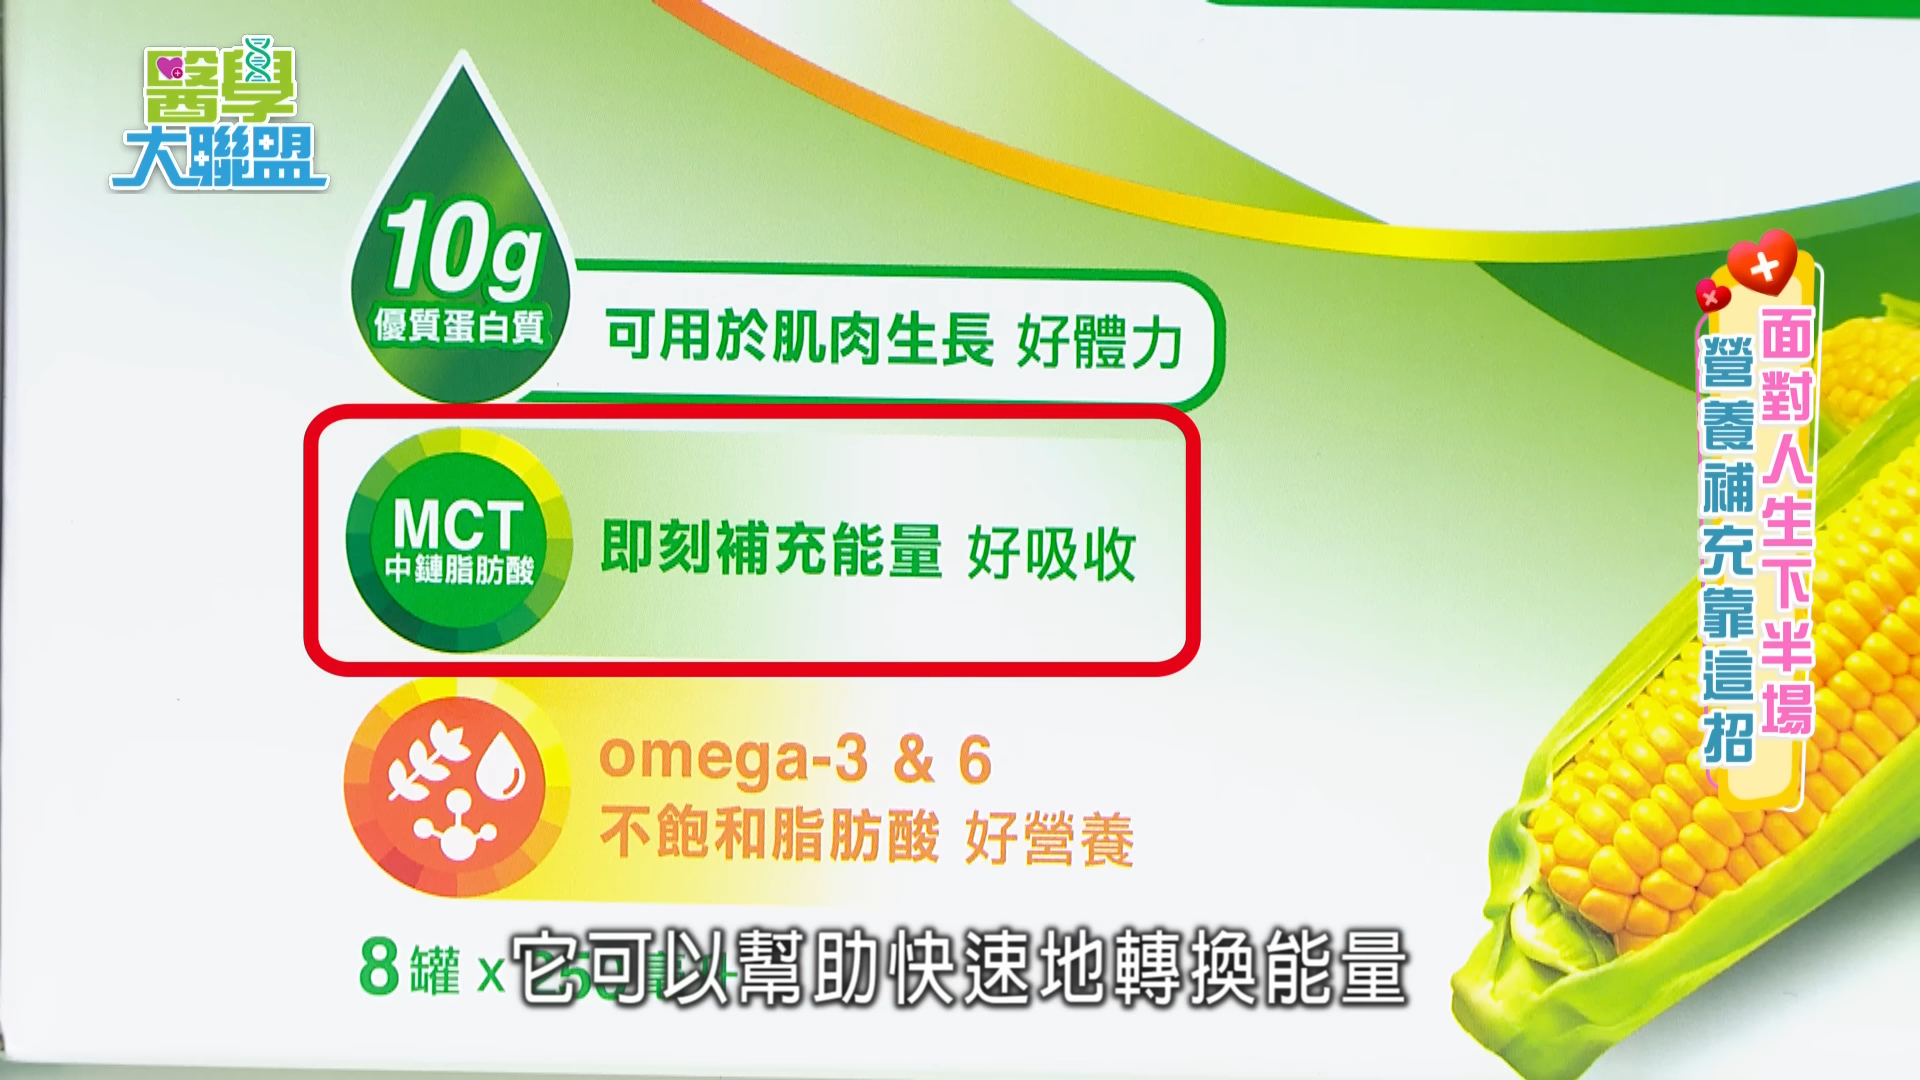 醫學
大聯盟
10g
優質蛋白質
可用於肌肉生長 好體力
MCT
中鏈脂肪酸
即刻補充能量 好吸收
omega-3 & 6
不飽和脂肪酸 好營養
8罐 x
它可以幫助快速地轉換能量
面對人生下半場
營養補充靠這招